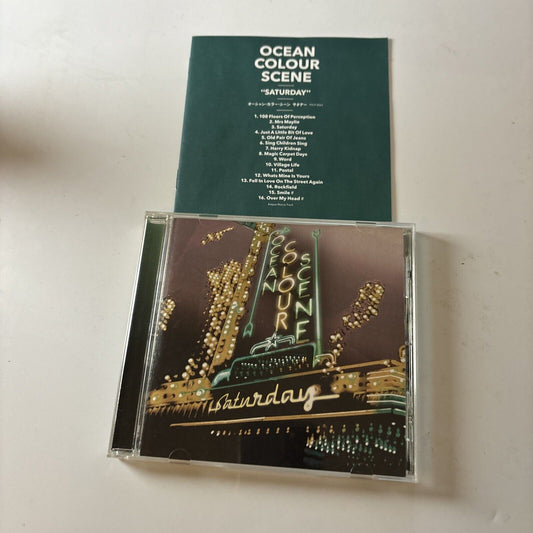 OCEAN
COLOUR
SCENE
"SATURDAY"
オーシャン・カラー・シーン サタデー
1. 100 Floors Of Perception
2. Mrs Maylie
3. Saturday
4. Just A Little Bit Of Love
5. Old Pair Of Jeans
6. Sing Children Sing
7. Harry Kidnap
8. Magic Carpet Days
9. Word
10. Village Life
11. Postal
12. Whats Mine Is Yours
13. Fell In Love On The Street Again
14. Rockfield
15. Smile #
16. Over My Head #
OCEAN
COLOUR
SCENE
Saturday